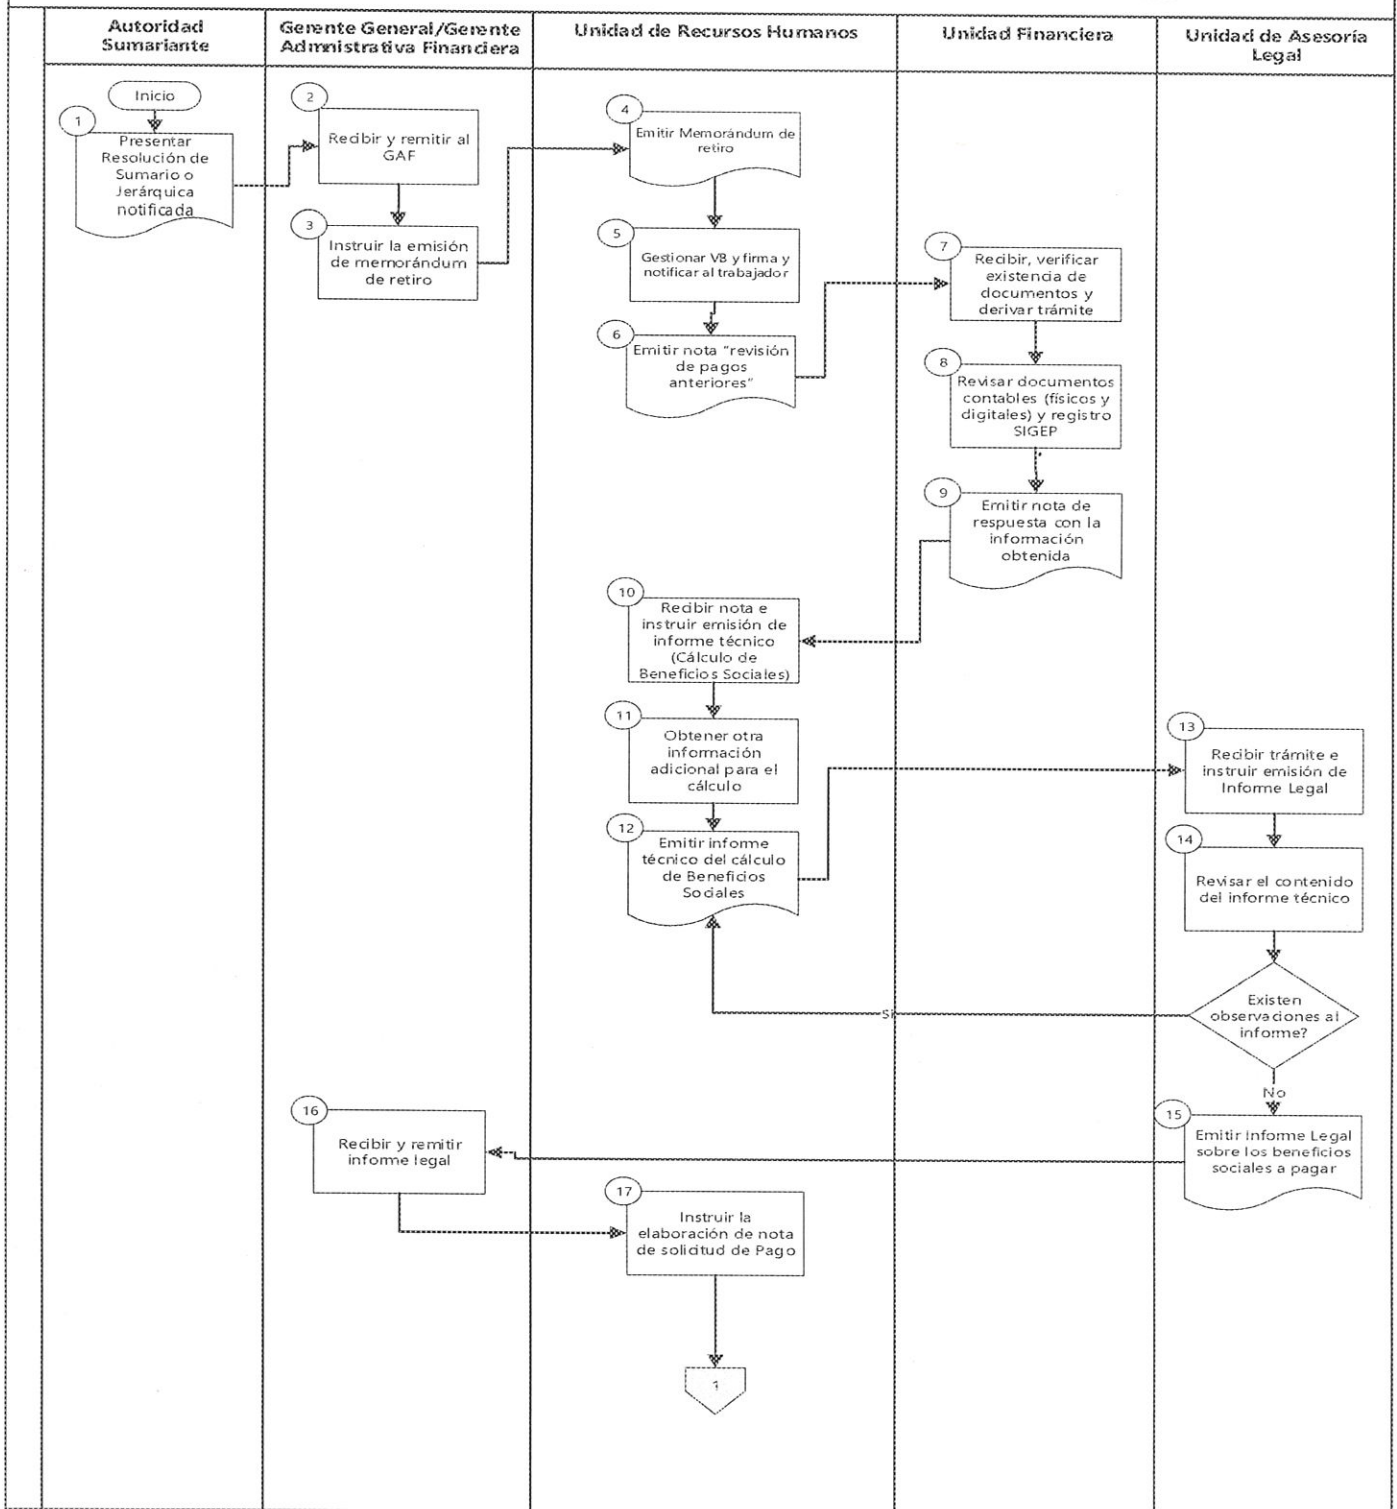 Autoridad
Sumariante
Gerente General/Gerente
Administrativa Financiera
Unidad de Recursos Humanos
Unidad Financiera
Unidad de Asesoría
Legal
Inicio
1
Presentar
Resolución de
Sumario o
Jerárquica
notificada
2
Recibir y remitir al
GAF
3
Instruir la emisión
de memorándum
de retiro
4
Emitir Memorándum de
retiro
5
Gestionar VB y firma y
notificar al trabajador
6
Emitir nota “revisión
de pagos
anteriores”
7
Recibir, verificar
existencia de
documentos y
derivar trámite
8
Revisar documentos
contables (físicos y
digitales) y registro
SIGEP
9
Emitir nota de
respuesta con la
información
obtenida
10
Recibir nota e
instruir emisión de
informe técnico
(Cálculo de
Beneficios Sociales)
11
Obtener otra
información
adicional para el
cálculo
12
Emitir informe
técnico del cálculo
de Beneficios
Sociales
13
Recibir trámite e
instruir emisión de
Informe Legal
14
Revisar el contenido
del informe técnico
Existen
observaciones al
informe?
Si
No
15
Emitir Informe Legal
sobre los beneficios
sociales a pagar
16
Recibir y remitir
informe legal
17
Instruir la
elaboración de nota
de solicitud de Pago
1